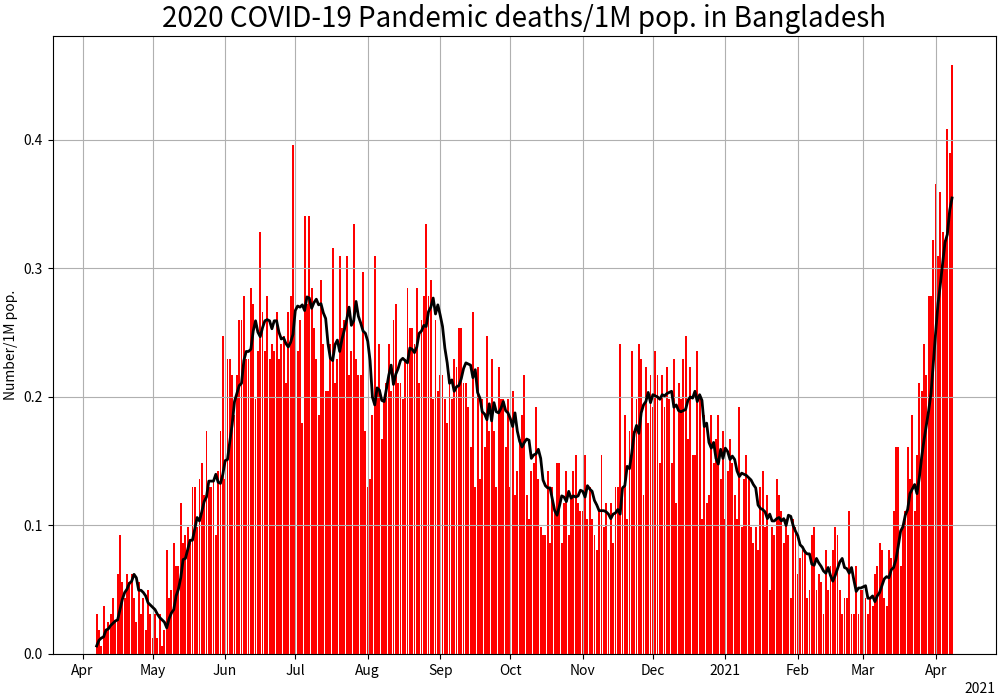 2020 COVID-19 Pandemic deaths/1M pop. in Bangladesh
Number/1M pop.
0.4
0.3
0.2
0.1
0.0
Apr May Jun Jul Aug Sep Oct Nov Dec 2021 Feb Mar Apr
2021